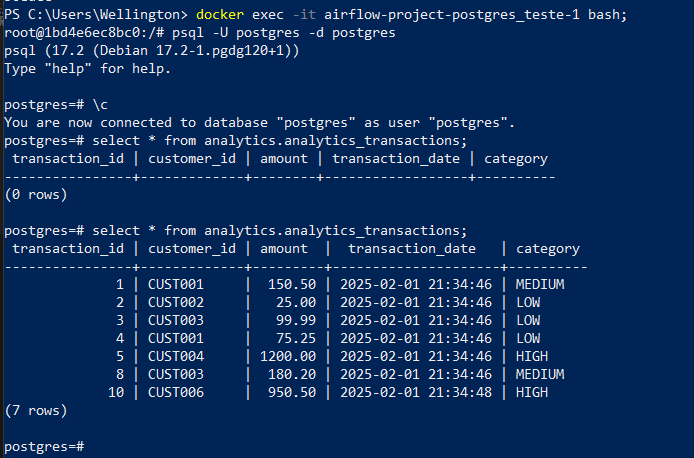 PS C:\Users\Wellington> docker exec -it airflow-project-postgres_teste-1 bash;
root@1bd4e6ec8bc0:/# psql -U postgres -d postgres
psql (17.2 (Debian 17.2-1.pgdg120+1))
Type "help" for help.

postgres=# \c
You are now connected to database "postgres" as user "postgres".
postgres=# select * from analytics.analytics_transactions;
 transaction_id | customer_id | amount | transaction_date | category
----------------+-------------+--------+------------------+----------
(0 rows)

postgres=# select * from analytics.analytics_transactions;
 transaction_id | customer_id | amount  |  transaction_date   | category
----------------+-------------+---------+---------------------+----------
              1 | CUST001     |  150.50 | 2025-02-01 21:34:46 | MEDIUM
              2 | CUST002     |   25.00 | 2025-02-01 21:34:46 | LOW
              3 | CUST003     |   99.99 | 2025-02-01 21:34:46 | LOW
              4 | CUST001     |   75.25 | 2025-02-01 21:34:46 | LOW
              5 | CUST004     | 1200.00 | 2025-02-01 21:34:46 | HIGH
              8 | CUST003     |  180.20 | 2025-02-01 21:34:46 | MEDIUM
             10 | CUST006     |  950.50 | 2025-02-01 21:34:48 | HIGH
(7 rows)

postgres=#